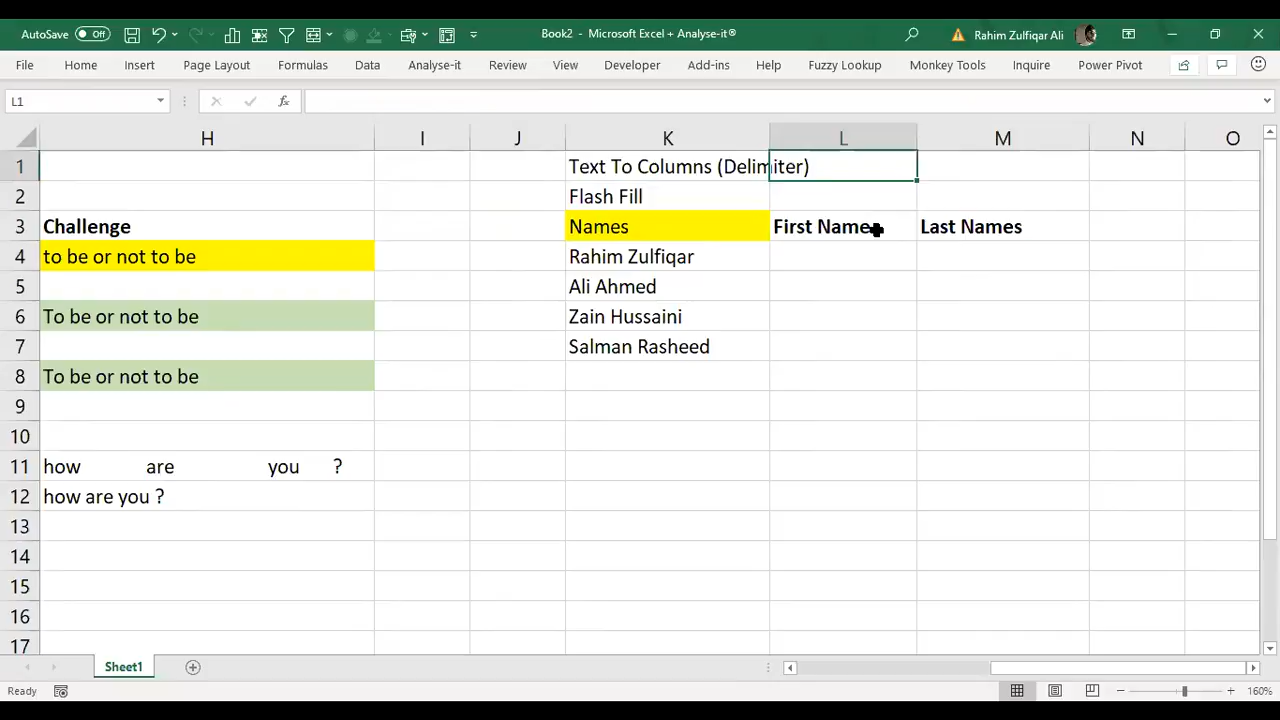 AutoSave Off Book2 - Microsoft Excel + Analyse-it® Rahim Zulfiqar Ali
File Home Insert Page Layout Formulas Data Analyse-it Review View Developer Add-ins Help Fuzzy Lookup Monkey Tools Inquire Power Pivot
L1 fx
H I J K L M N O
1 Text To Columns (Delimiter)
2 Flash Fill
3 Challenge Names First Names Last Names
4 to be or not to be Rahim Zulfiqar
5 Ali Ahmed
6 To be or not to be Zain Hussaini
7 Salman Rasheed
8 To be or not to be
9
10
11 how are you ?
12 how are you ?
13
14
15
16
17
Sheet1
Ready 160%